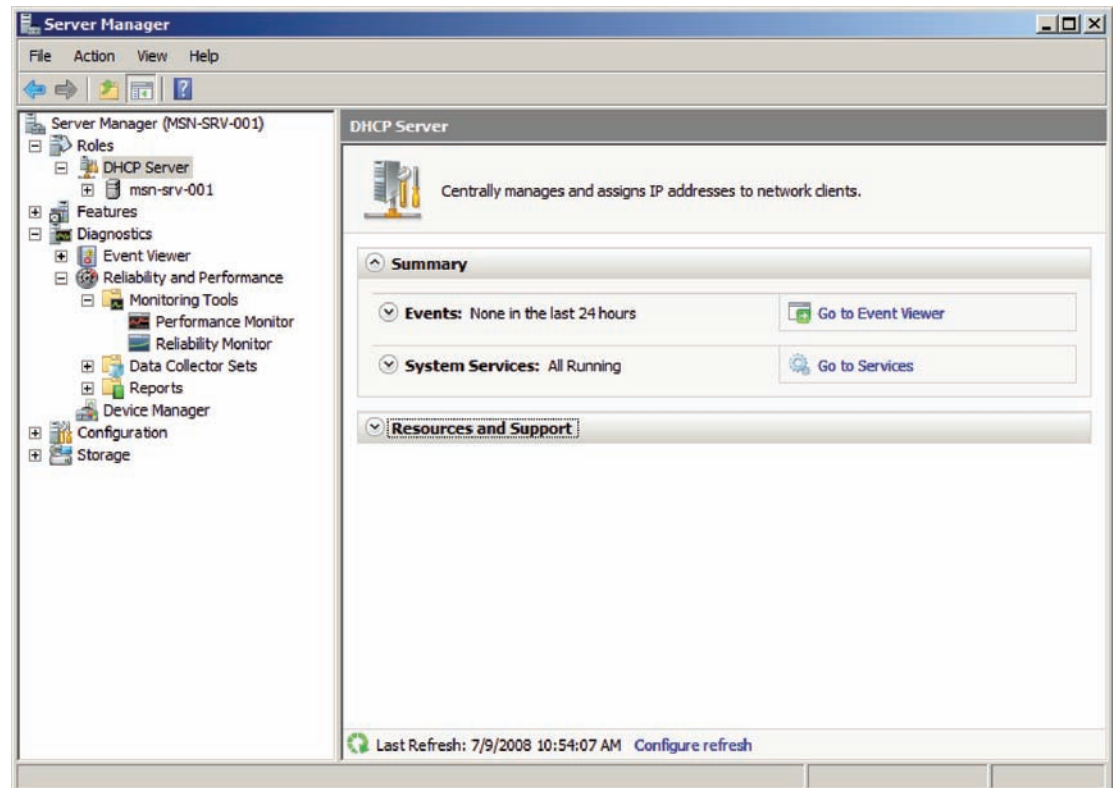 Server Manager
File Action View Help
?
Server Manager (MSN-SRV-001)
Roles
DHCP Server
msn-srv-001
Features
Diagnostics
Event Viewer
Reliability and Performance
Monitoring Tools
Performance Monitor
Reliability Monitor
Data Collector Sets
Reports
Device Manager
Configuration
Storage
DHCP Server
Centrally manages and assigns IP addresses to network clients.
Summary
Events: None in the last 24 hours
Go to Event Viewer
System Services: All Running
Go to Services
Resources and Support
Last Refresh: 7/9/2008 10:54:07 AM Configure refresh